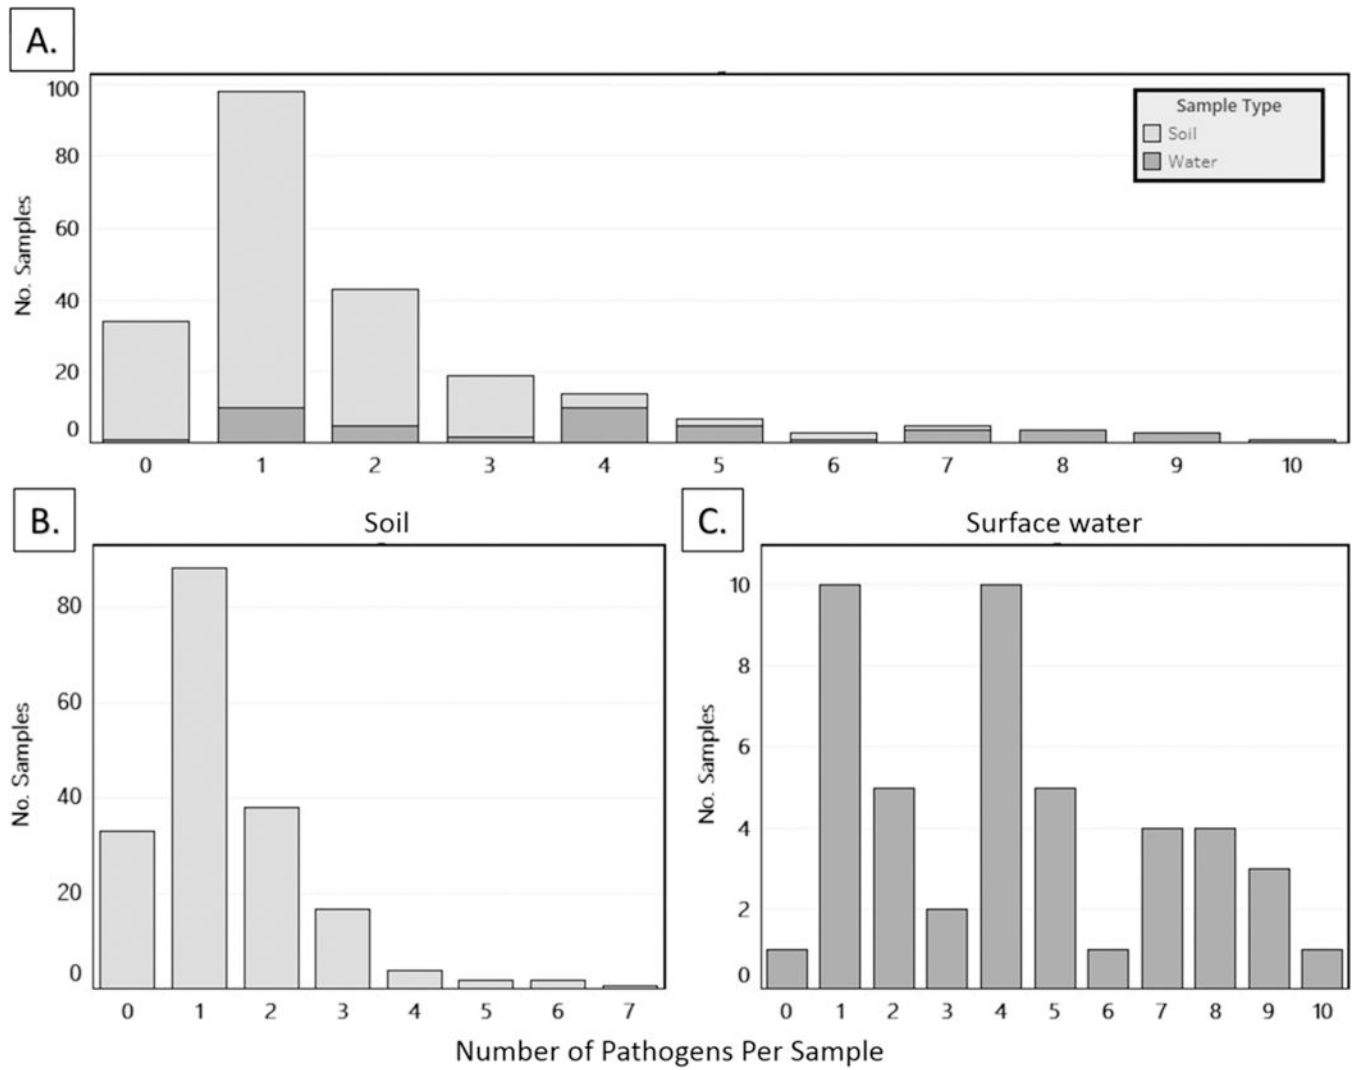 A.
100
80
60
40
20
0
No. Samples
Sample Type
Soil
Water
0 1 2 3 4 5 6 7 8 9 10
B.
Soil
80
60
40
20
0
No. Samples
0 1 2 3 4 5 6 7
C.
Surface water
10
8
6
4
2
0
No. Samples
0 1 2 3 4 5 6 7 8 9 10
Number of Pathogens Per Sample